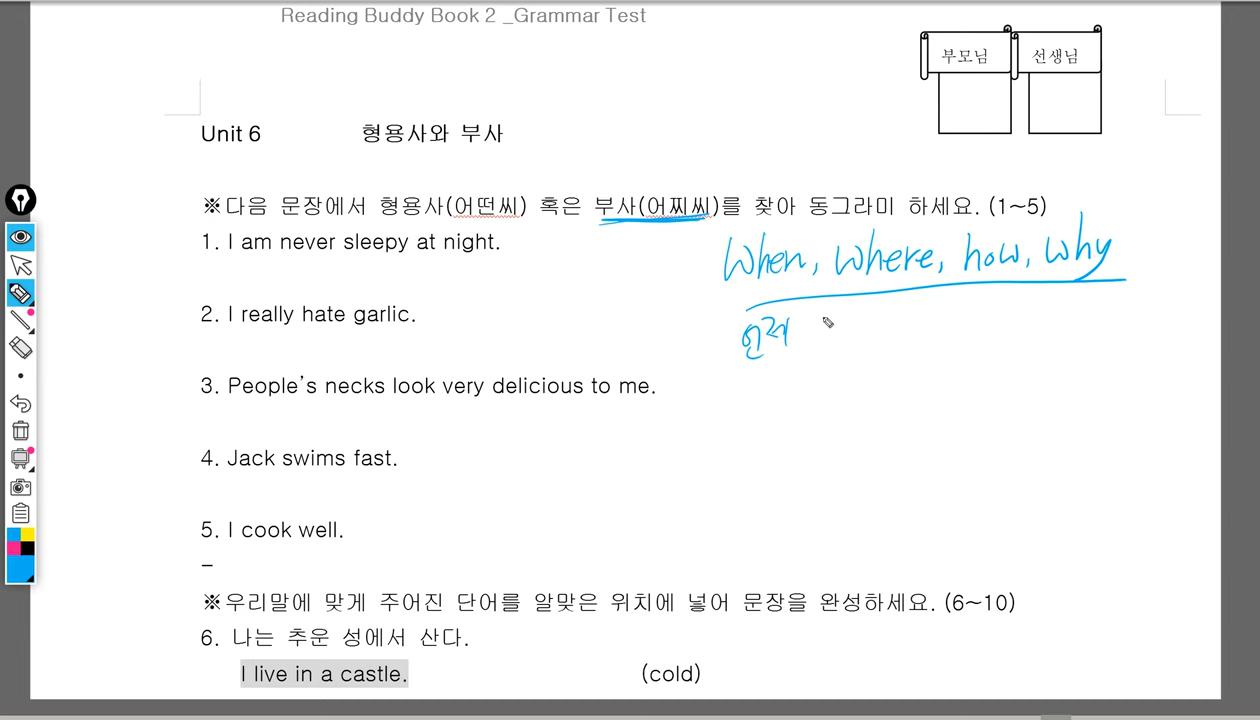 Reading Buddy Book 2 _Grammar Test
부모님 선생님
Unit 6 형용사와 부사
※다음 문장에서 형용사(어떤씨) 혹은 부사(어찌씨)를 찾아 동그라미 하세요. (1~5)
1. I am never sleepy at night.
When, where, how, why
2. I really hate garlic.
언제
3. People's necks look very delicious to me.
4. Jack swims fast.
5. I cook well.
–
※우리말에 맞게 주어진 단어를 알맞은 위치에 넣어 문장을 완성하세요. (6~10)
6. 나는 추운 성에서 산다.
I live in a castle. (cold)